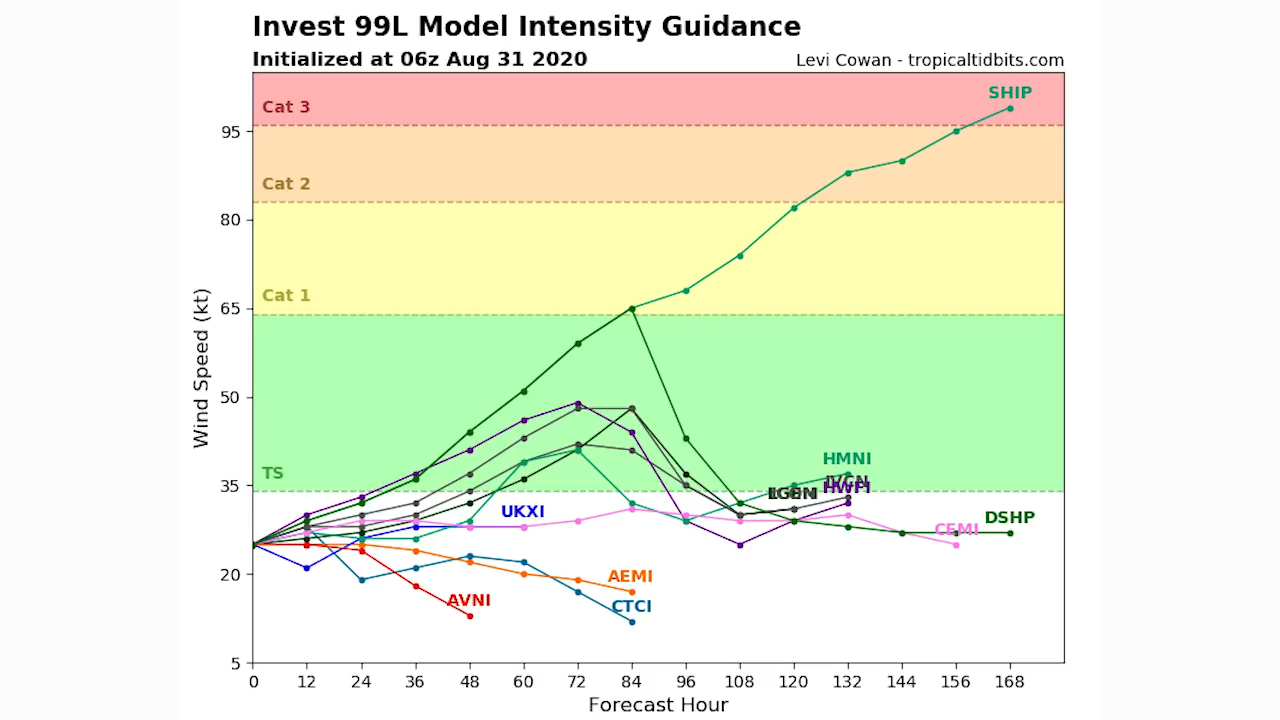 Invest 99L Model Intensity Guidance
Initialized at 06z Aug 31 2020
Levi Cowan - tropicaltidbits.com
SHIP
Cat 3
95
Cat 2
80
Cat 1
65
Wind Speed (kt)
50
HMNI
TS
35
HWFI
UKXI
DSHP
CEMI
20
AEMI
AVNI
CTCI
5
0 12 24 36 48 60 72 84 96 108 120 132 144 156 168
Forecast Hour